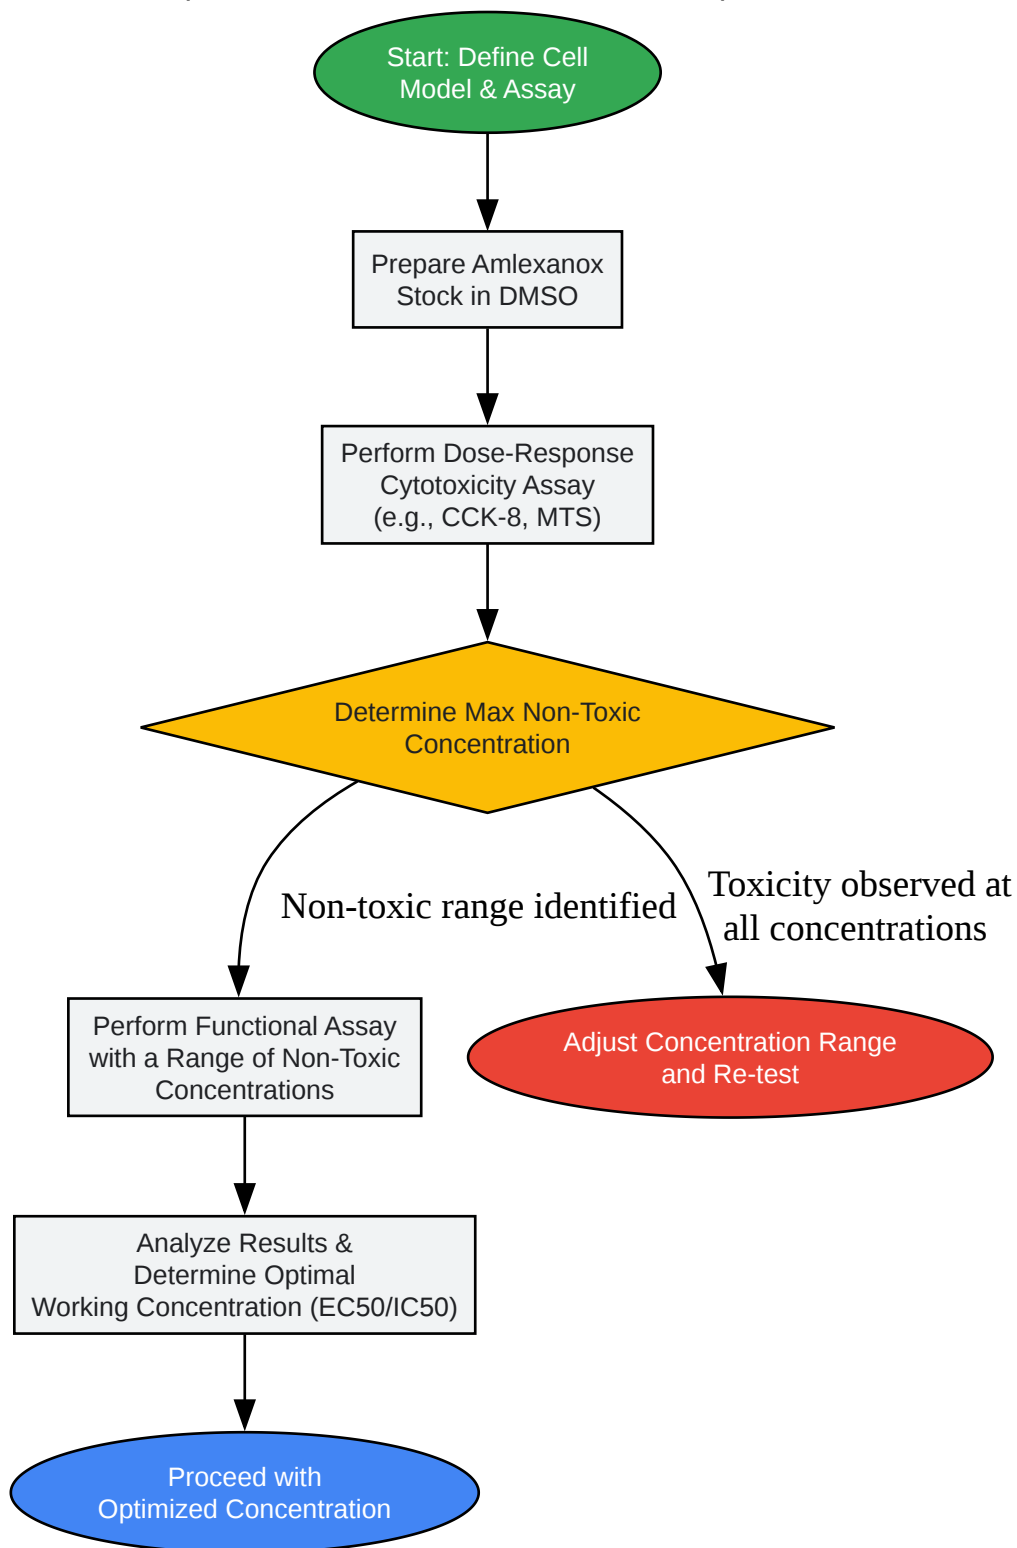 Start: Define Cell
Model & Assay
Prepare Amlexanox
Stock in DMSO
Perform Dose-Response
Cytotoxicity Assay
(e.g., CCK-8, MTS)
Determine Max Non-Toxic
Concentration
Non-toxic range identified
Toxicity observed at
all concentrations
Perform Functional Assay
with a Range of Non-Toxic
Concentrations
Adjust Concentration Range
and Re-test
Analyze Results &
Determine Optimal
Working Concentration (EC50/IC50)
Proceed with
Optimized Concentration